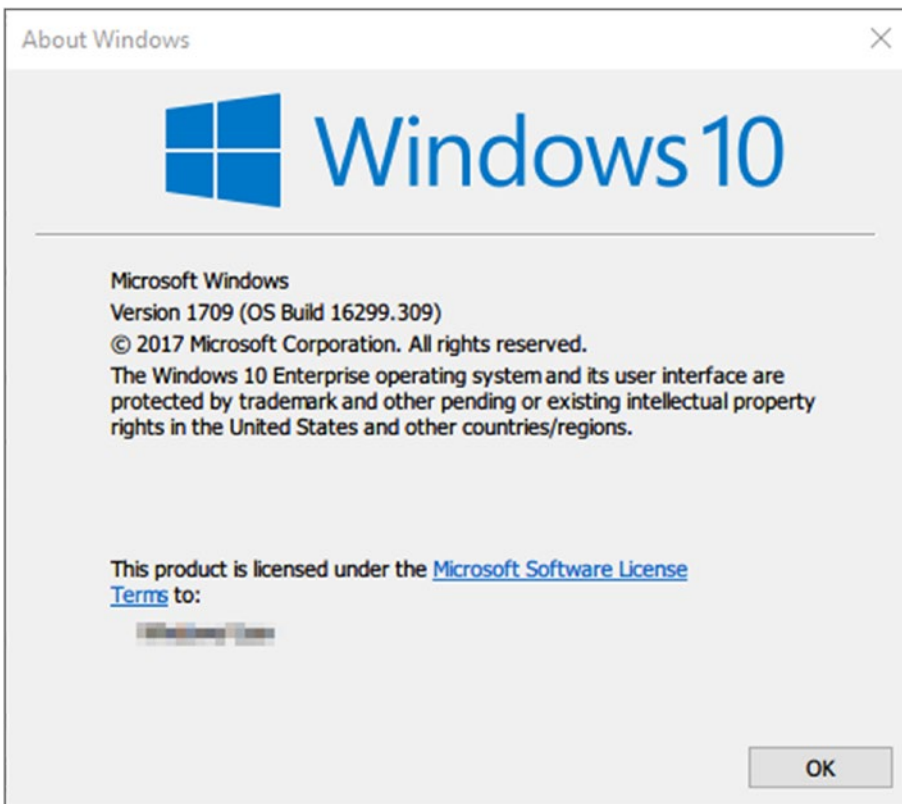 About Windows
Windows 10
Microsoft Windows
Version 1709 (OS Build 16299.309)
© 2017 Microsoft Corporation. All rights reserved.
The Windows 10 Enterprise operating system and its user interface are
protected by trademark and other pending or existing intellectual property
rights in the United States and other countries/regions.
This product is licensed under the Microsoft Software License
Terms to:
OK